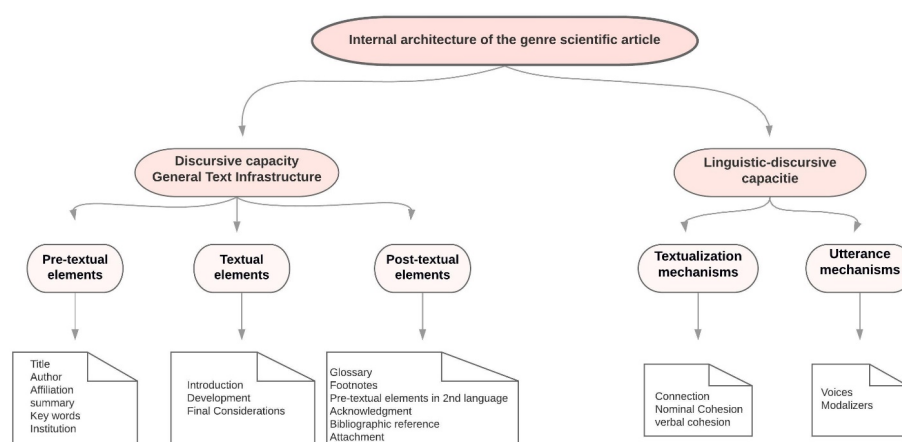 Internal architecture of the genre scientific article
Discursive capacity
General Text Infrastructure
Linguistic-discursive
capacitie
Pre-textual
elements
Textual
elements
Post-textual
elements
Textualization
mechanisms
Utterance
mechanisms
Title
Author
Affiliation
summary
Key words
Institution
Introduction
Development
Final Considerations
Glossary
Footnotes
Pre-textual elements in 2nd language
Acknowledgment
Bibliographic reference
Attachment
Connection
Nominal Cohesion
verbal cohesion
Voices
Modalizers